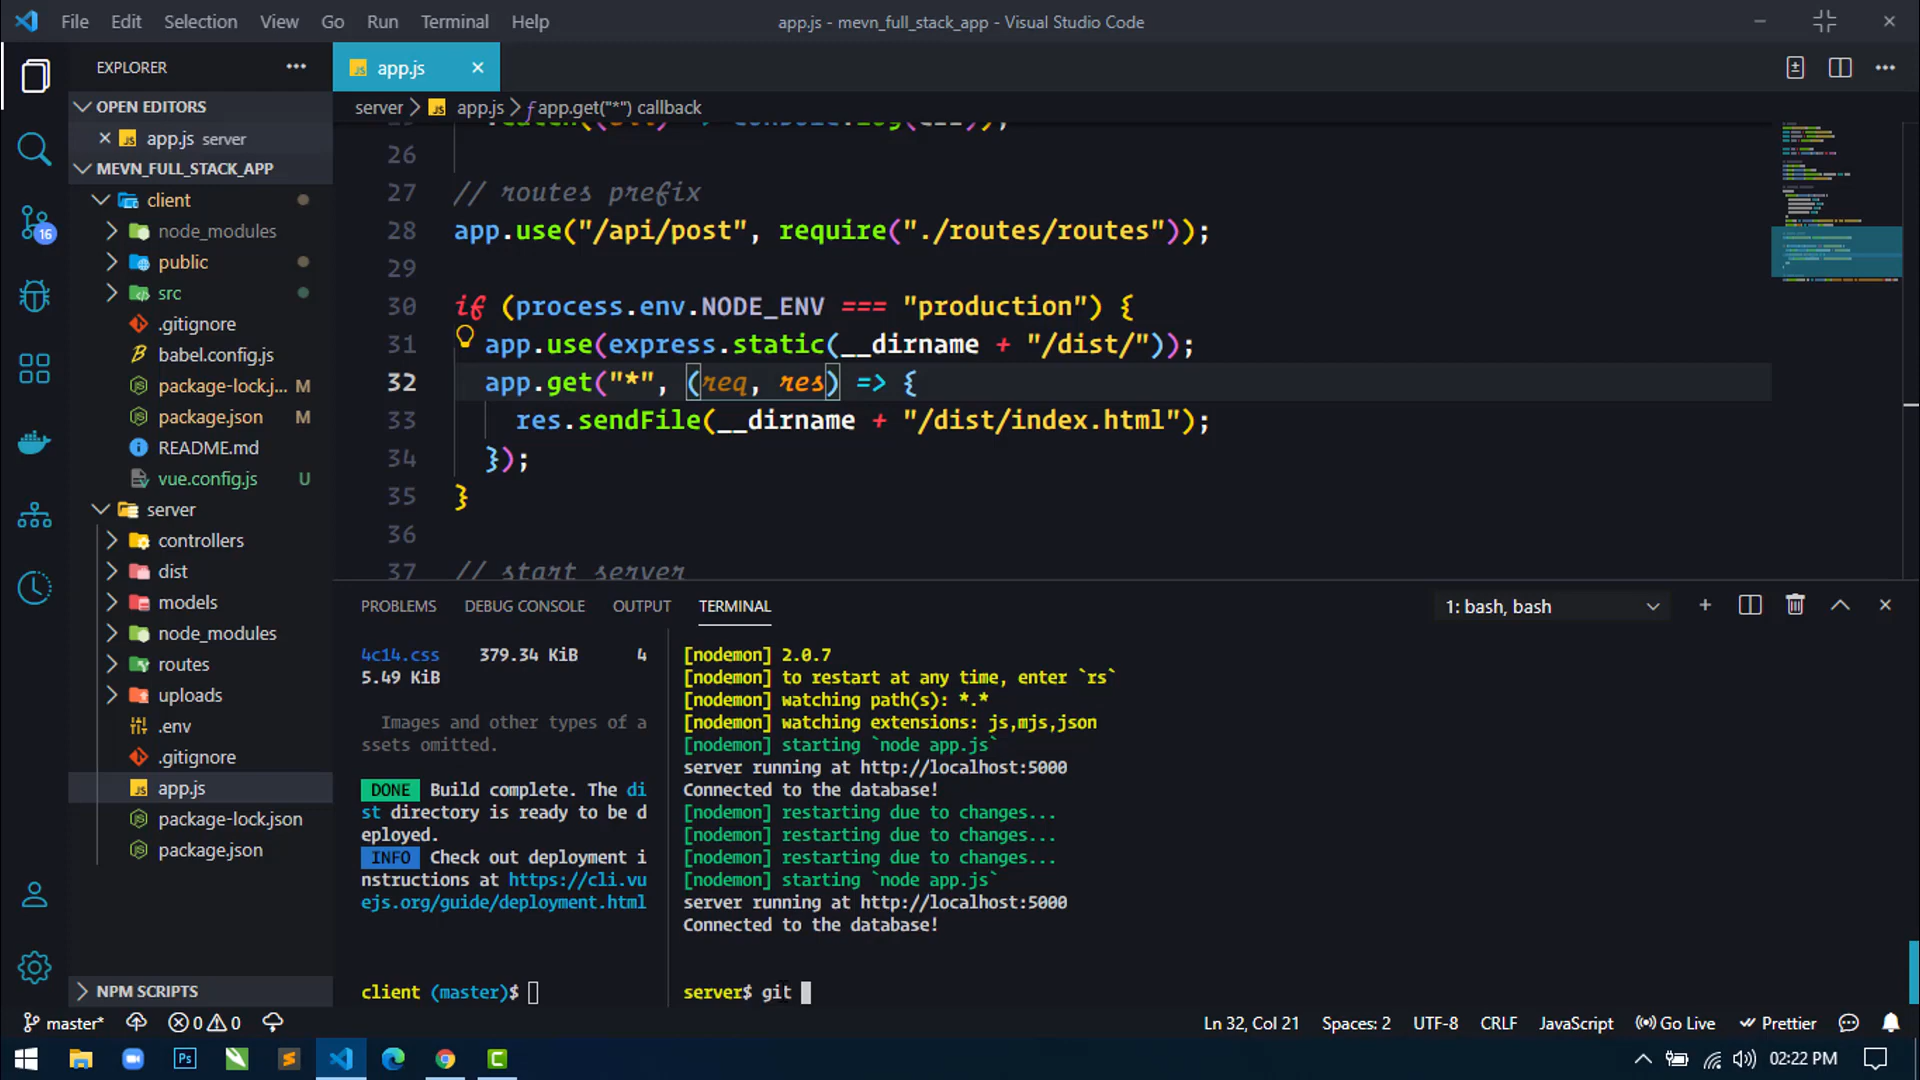 File Edit Selection View Go Run Terminal Help
app.js - mevn_full_stack_app - Visual Studio Code
EXPLORER
OPEN EDITORS
app.js server
MEVN_FULL_STACK_APP
client
node_modules
public
src
.gitignore
babel.config.js
package-lock.j... M
package.json M
README.md
vue.config.js U
server
controllers
dist
models
node_modules
routes
uploads
.env
.gitignore
app.js
package-lock.json
package.json
NPM SCRIPTS
16
app.js
server > app.js > app.get("*") callback
26
27 // routes prefix
28 app.use("/api/post", require("./routes/routes"));
29
30 if (process.env.NODE_ENV === "production") {
31 app.use(express.static(__dirname + "/dist/"));
32 app.get("*", (req, res) => {
33 res.sendFile(__dirname + "/dist/index.html");
34 });
35 }
36
37 // start server
PROBLEMS DEBUG CONSOLE OUTPUT TERMINAL
1: bash, bash
4c14.css 379.34 KiB 4
5.49 KiB
Images and other types of a
ssets omitted.
DONE Build complete. The di
st directory is ready to be d
eployed.
INFO Check out deployment i
nstructions at https://cli.vu
ejs.org/guide/deployment.html
client (master)$
[nodemon] 2.0.7
[nodemon] to restart at any time, enter `rs`
[nodemon] watching path(s): *.*
[nodemon] watching extensions: js,mjs,json
[nodemon] starting `node app.js`
server running at http://localhost:5000
Connected to the database!
[nodemon] restarting due to changes...
[nodemon] restarting due to changes...
[nodemon] restarting due to changes...
[nodemon] starting `node app.js`
server running at http://localhost:5000
Connected to the database!
server$ git
master* 0 0
Ln 32, Col 21 Spaces: 2 UTF-8 CRLF JavaScript Go Live Prettier
Ps
C
02:22 PM